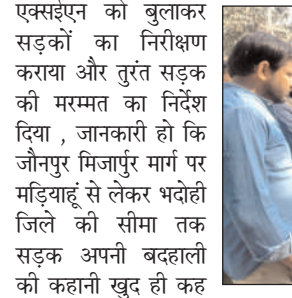 एक्सईएन को बुलाकर
सड़कों का निरीक्षण
कराया और तुरंत सड़क
की मरम्मत का निर्देश
दिया , जानकारी हो कि
जौनपुर मिजार्पुर मार्ग पर
मड़ियाहूं से लेकर भदोही
जिले की सीमा तक
सड़क अपनी बदहाली
की कहानी खुद ही कह